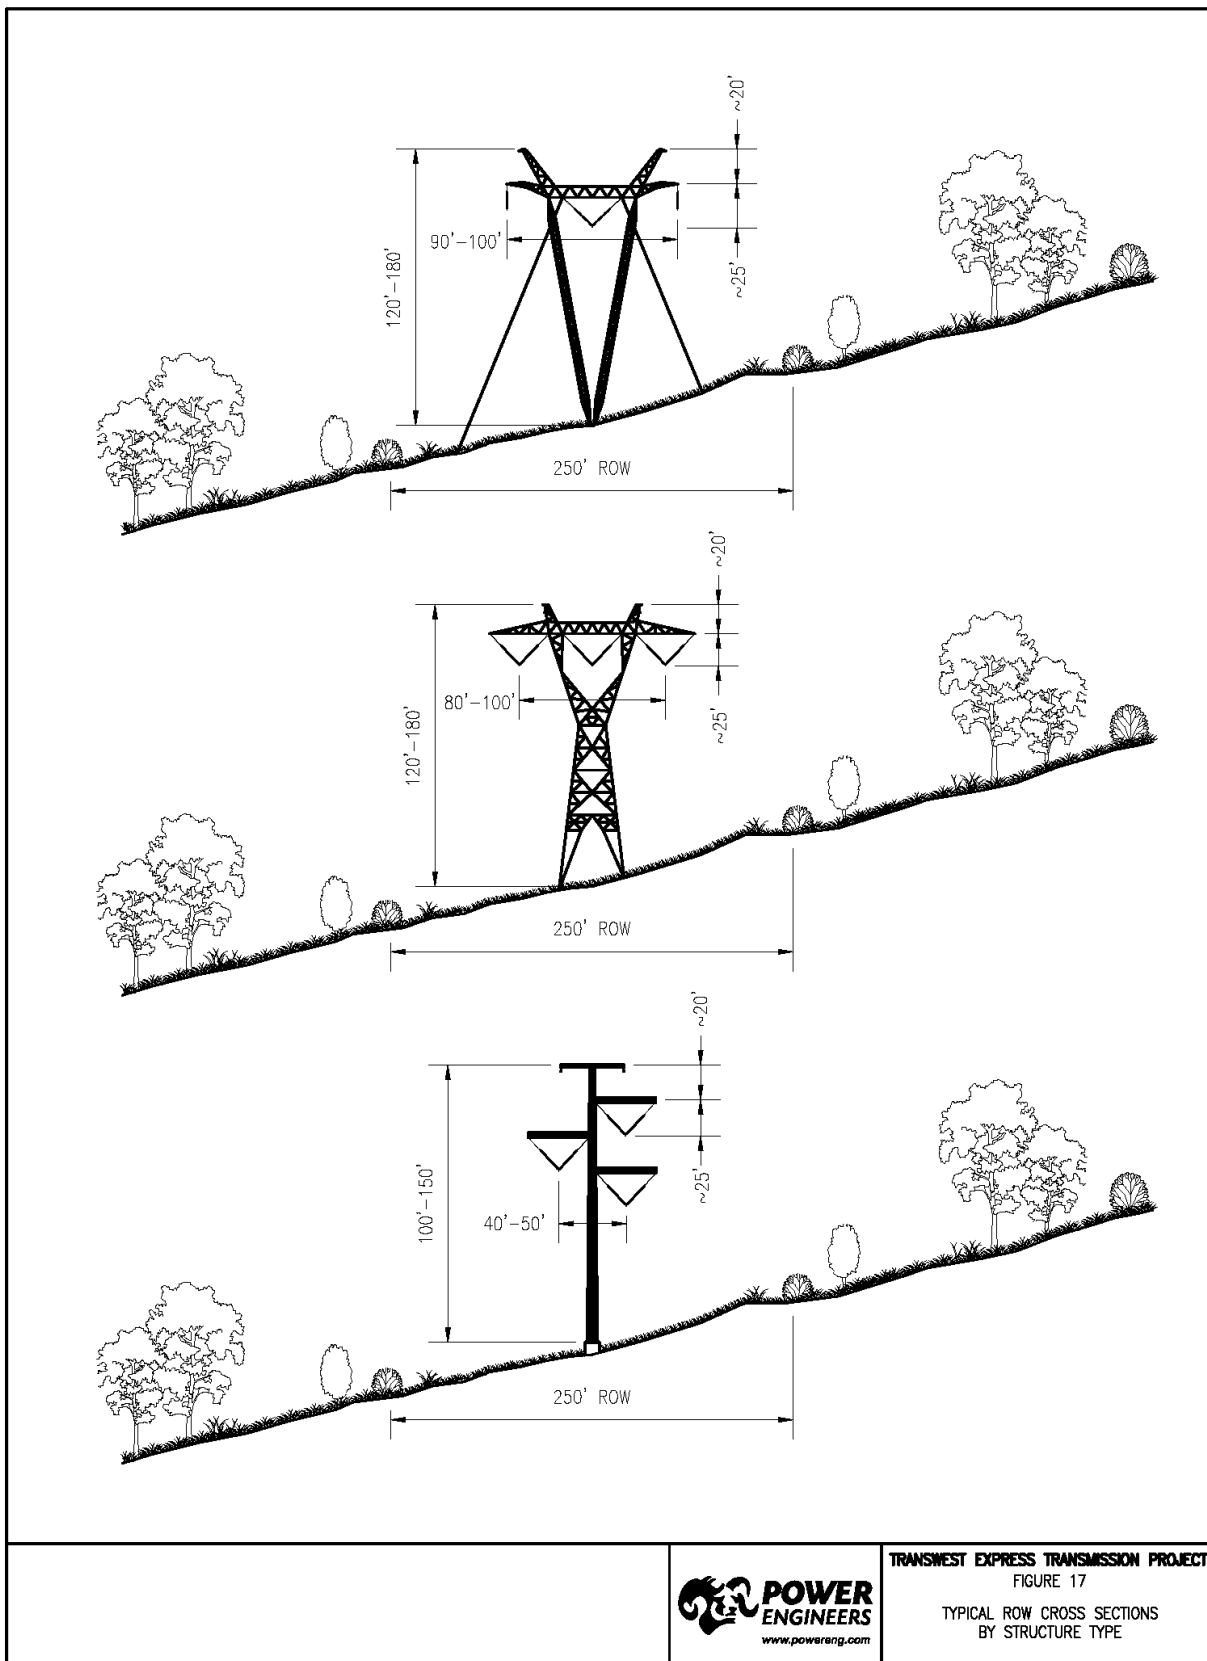 ~20'
90'-100'
~25'
120'-180'
250' ROW
~20'
80'-100'
~25'
120'-180'
250' ROW
~20'
~25'
100'-150'
40'-50'
250' ROW
POWER
ENGINEERS
www.powereng.com
TRANSWEST EXPRESS TRANSMISSION PROJECT
FIGURE 17
TYPICAL ROW CROSS SECTIONS
BY STRUCTURE TYPE